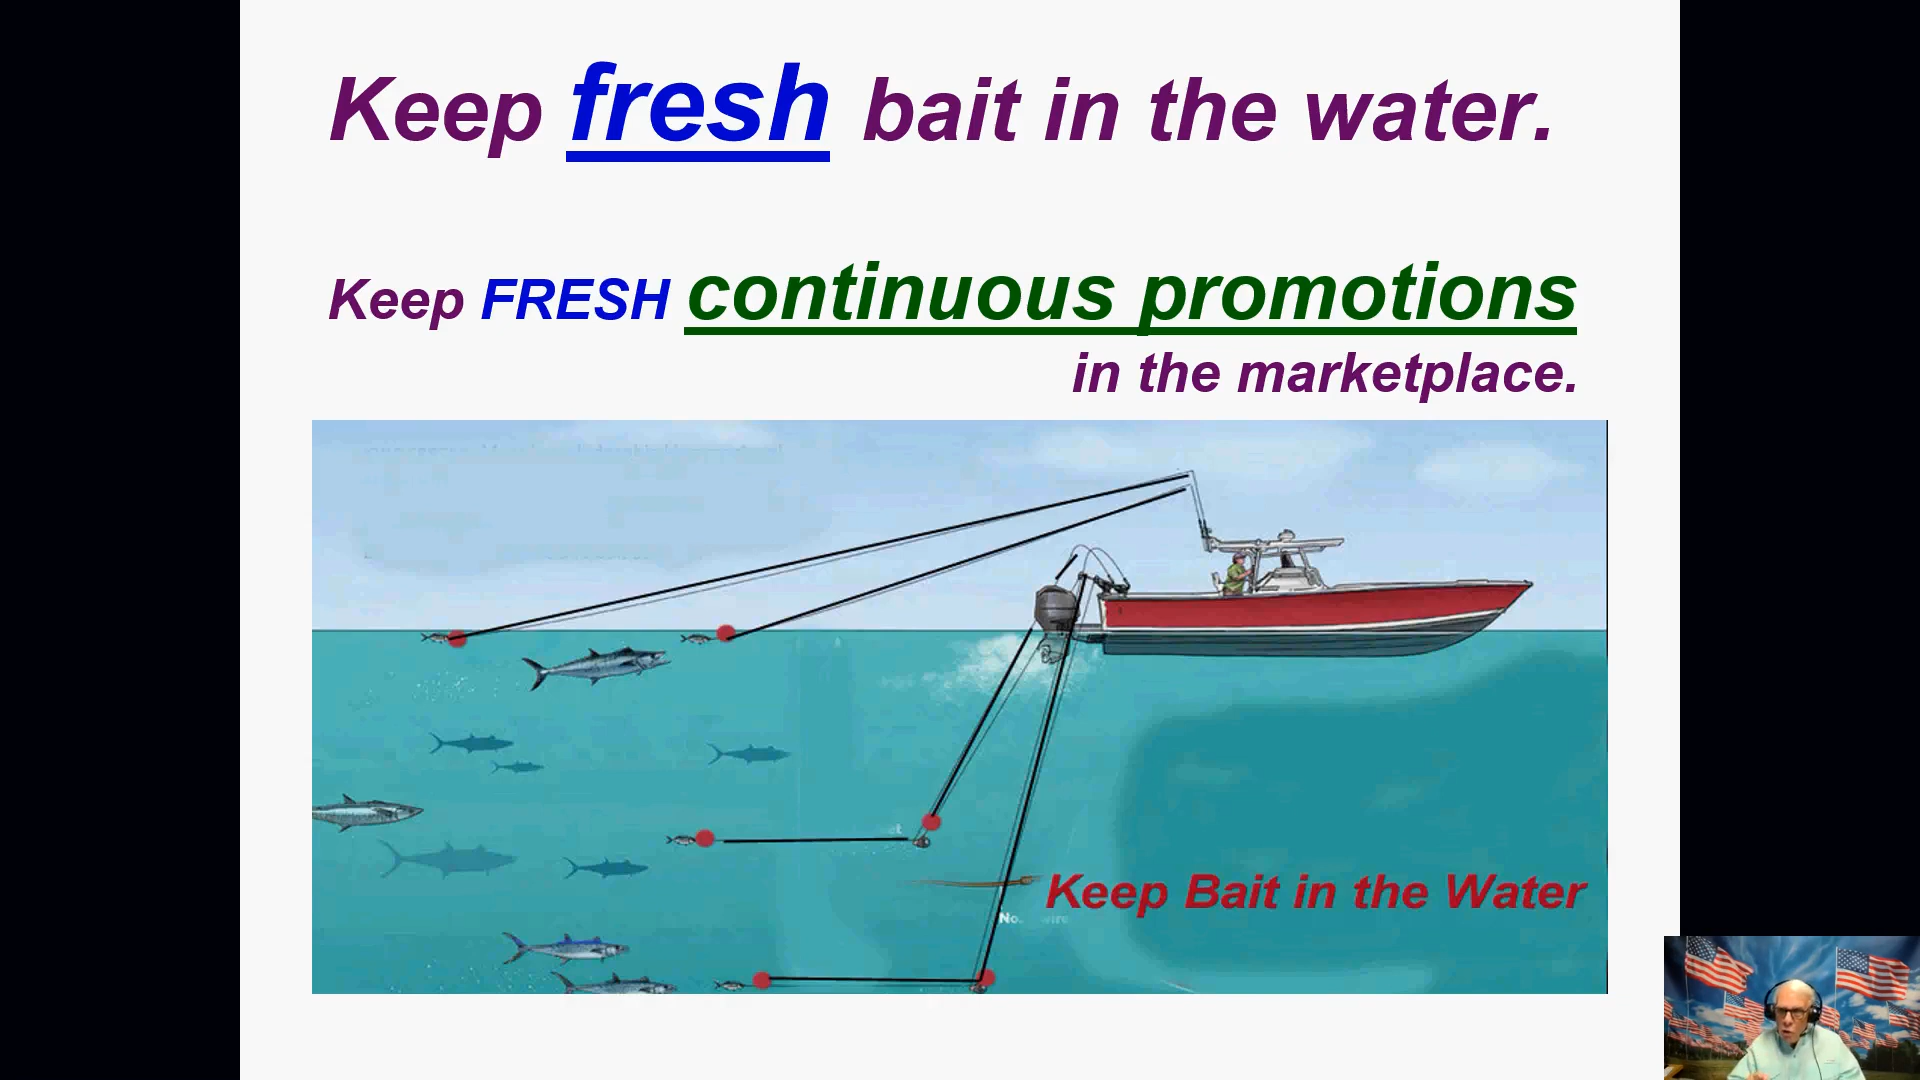 Keep fresh bait in the water.
Keep FRESH continuous promotions
in the marketplace.
Keep Bait in the Water